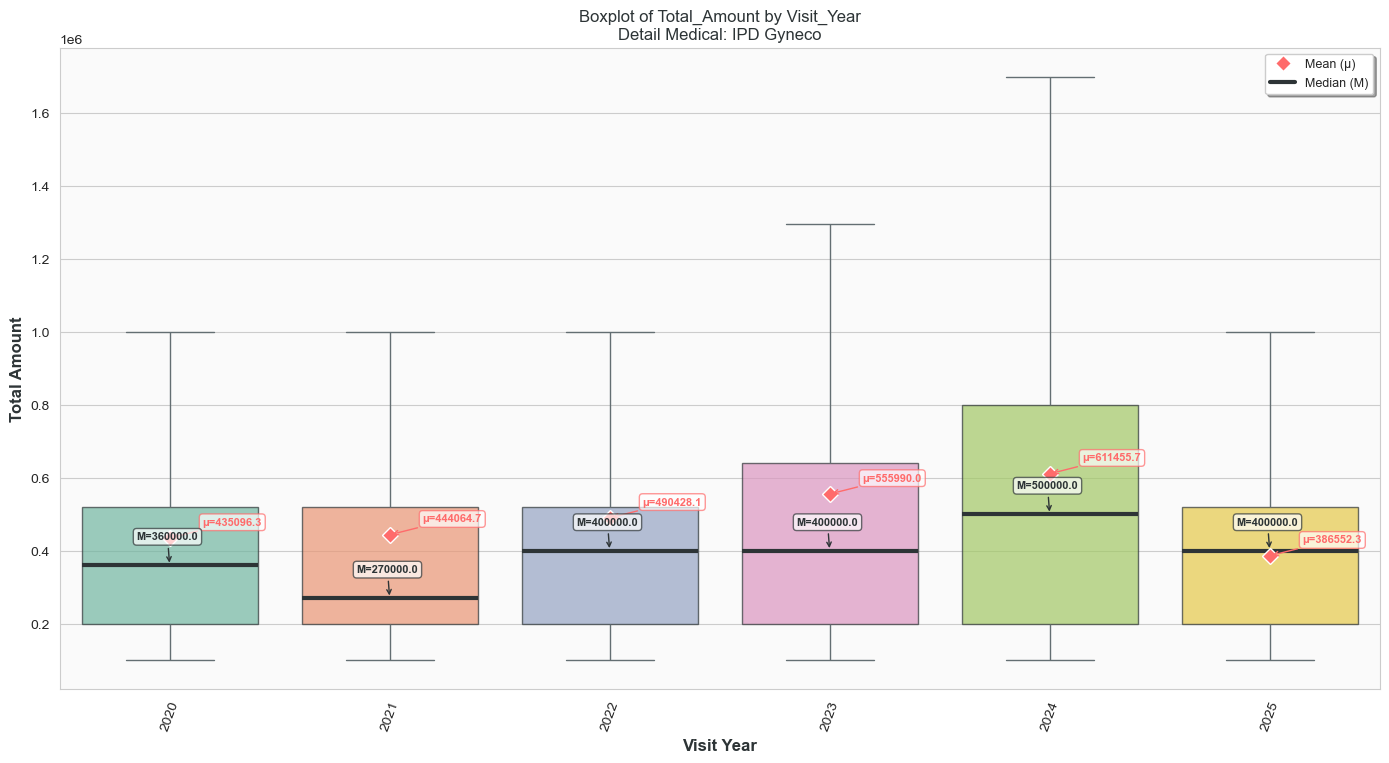 Boxplot of Total_Amount by Visit_Year
Detail Medical: IPD Gyneco
1e6
Mean (μ)
Median (M)
1.6
1.4
1.2
1.0
0.8
0.6
0.4
0.2
Total Amount
μ=435096.3
M=360000.0
μ=444064.7
M=270000.0
μ=490428.1
M=400000.0
μ=555990.0
M=400000.0
μ=611455.7
M=500000.0
M=400000.0
μ=386552.3
2020
2021
2022
2023
2024
2025
Visit Year